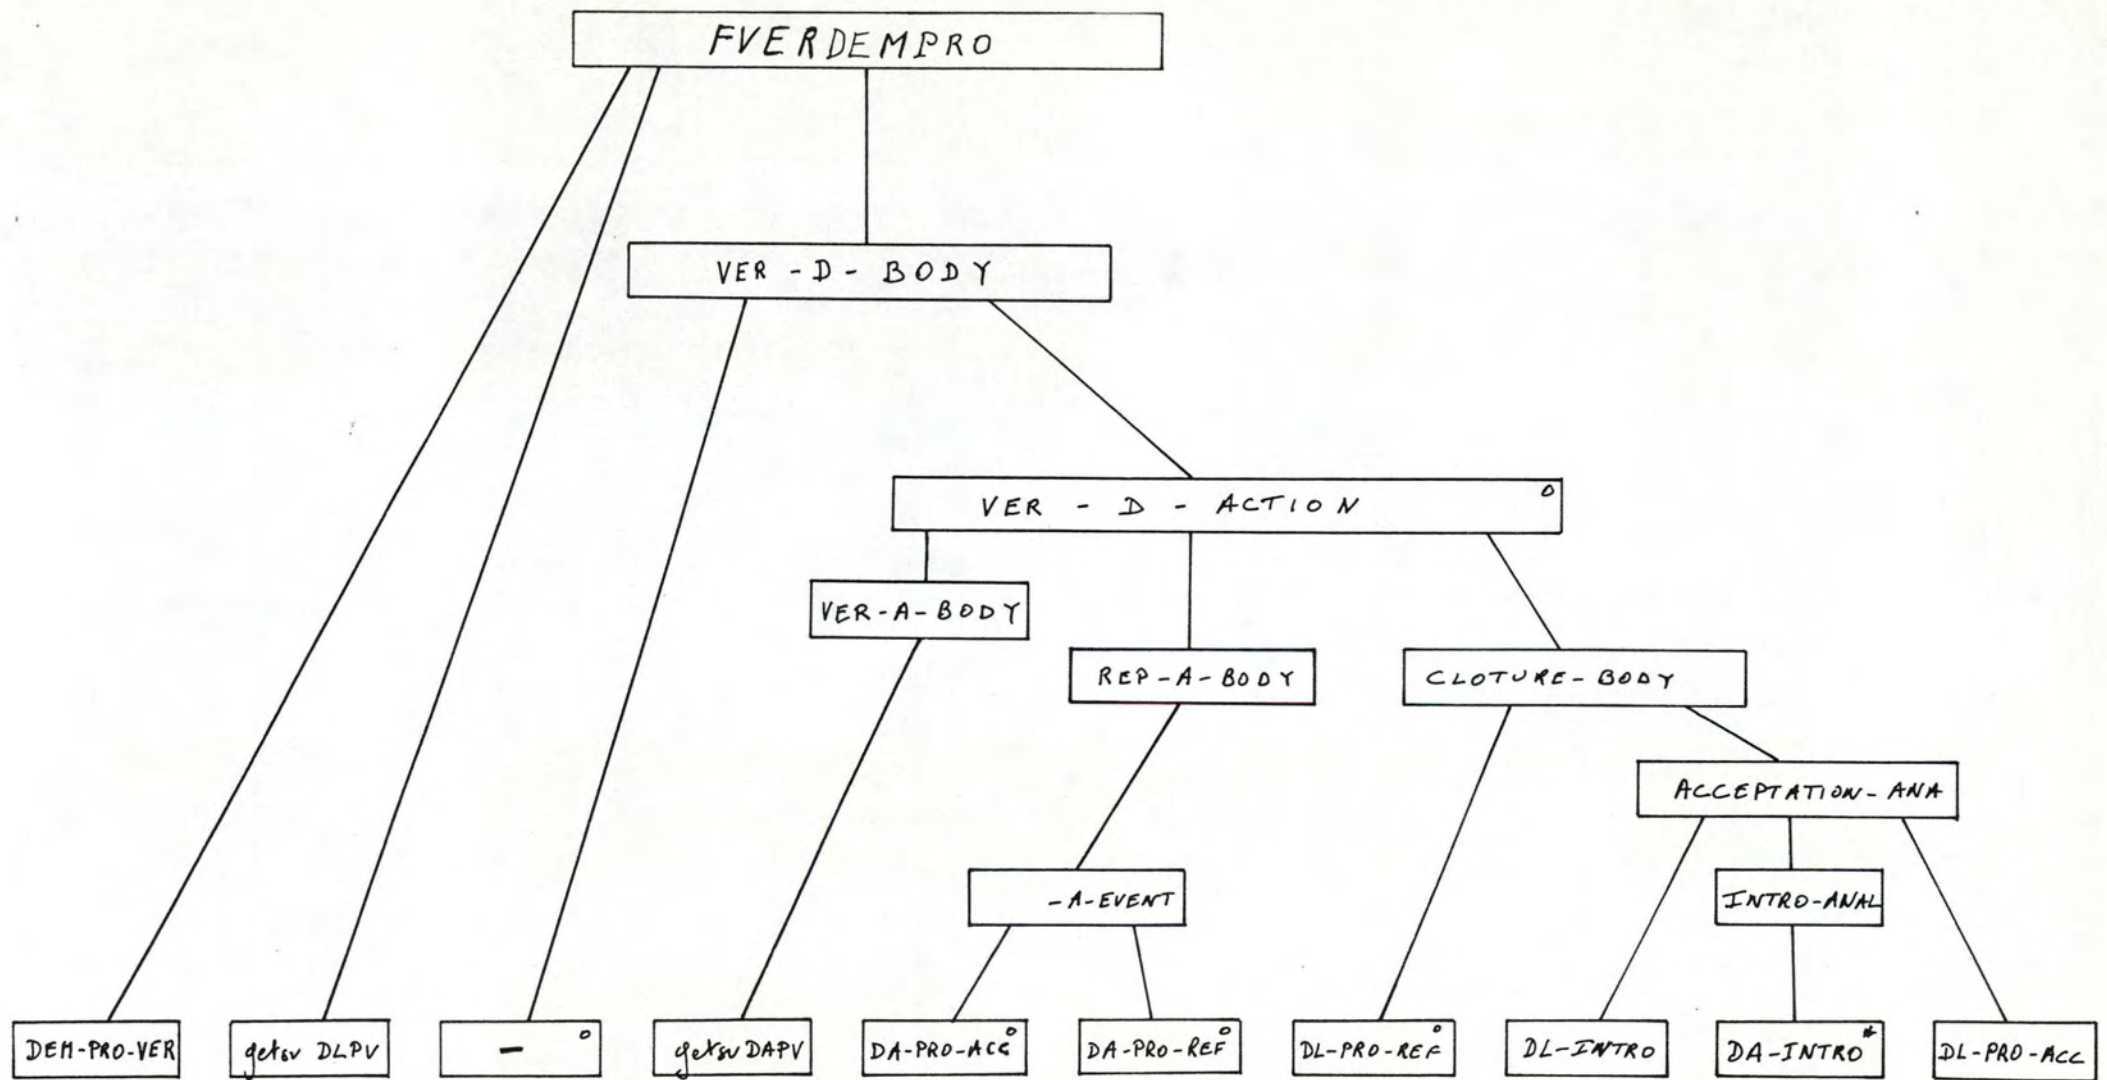 FVERDEMPRO
VER - D - BODY
VER - D - ACTION o
VER-A-BODY
REP-A-BODY
CLOTURE-BODY
ACCEPTATION-ANA
-A-EVENT
INTRO-ANAL
DEM-PRO-VER
getsv DLPV
- o
getsv DAPV
DA-PRO-ACC o
DA-PRO-REF o
DL-PRO-REF o
DL-INTRO
DA-INTRO *
DL-PRO-ACC